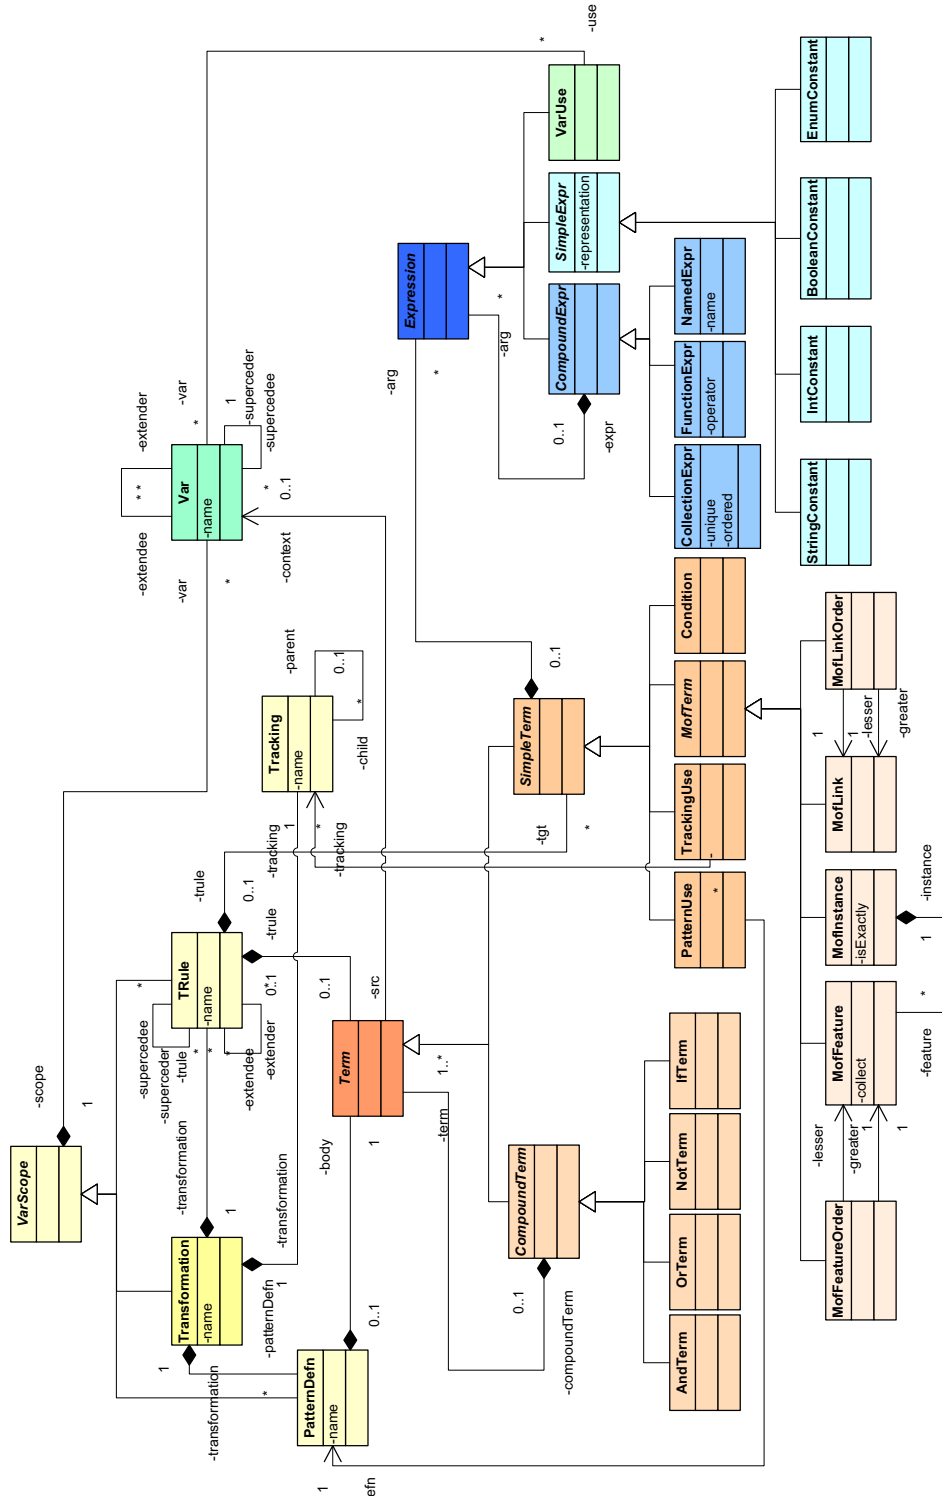 VarScope
-scope
1
Transformation
-name
1
-transformation
1
-transformation
*
-patternDefn
1
-transformation
PatternDefn
-name
*
TRule
-name
*
-supercedee
-superceder
-trule
*
*
-extendee
-extender
*
-trule
0..1
-trule
0..1
-tracking
1
Tracking
-name
-parent
0..1
*
-child
*
-tracking
Var
-name
-extendee
* *
-extender
-var
*
-var
*
1
-superceder
-supercedee
*
0..1
-context
*
-use
-body
1
0..1
Term
0..1
-src
1..*
-term
CompoundTerm
0..1
-compoundTerm
SimpleTerm
-tgt
*
0..1
-arg
*
Expression
*
-arg
CompoundExpr
0..1
-expr
SimpleExpr
-representation
VarUse
1
efn
AndTerm
OrTerm
NotTerm
IfTerm
PatternUse
*
TrackingUse
-
MofTerm
Condition
CollectionExpr
-unique
-ordered
FunctionExpr
-operator
NamedExpr
-name
StringConstant
IntConstant
BooleanConstant
EnumConstant
MofFeatureOrder
-lesser
1
-greater
1
MofFeature
-collect
*
-feature
MofInstance
-isExactly
1
-instance
MofLink
MofLinkOrder
1
-lesser
1
-greater